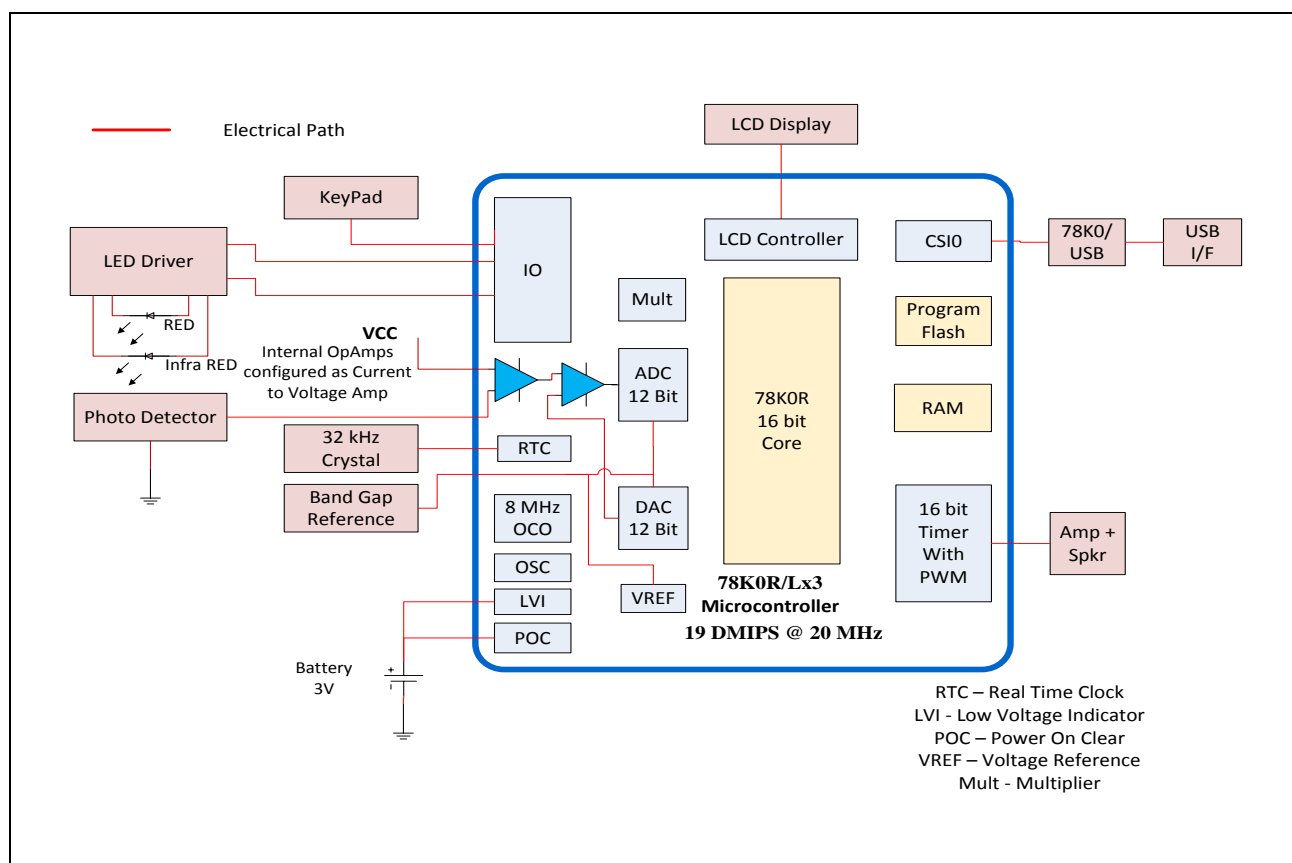 Electrical Path
LCD Display
KeyPad
LCD Controller
CSI0
78K0/
USB
USB
I/F
LED Driver
IO
Mult
Program
Flash
RED
VCC
Infra RED
Internal OpAmps
configured as Current
to Voltage Amp
ADC
12 Bit
78K0R
16 bit
Core
RAM
Photo Detector
32 kHz
Crystal
RTC
Band Gap
Reference
8 MHz
OCO
DAC
12 Bit
16 bit
Timer
With
PWM
Amp +
Spkr
OSC
LVI
VREF
78K0R/Lx3
Microcontroller
19 DMIPS @ 20 MHz
POC
Battery
3V
+
-
RTC – Real Time Clock
LVI - Low Voltage Indicator
POC – Power On Clear
VREF – Voltage Reference
Mult - Multiplier